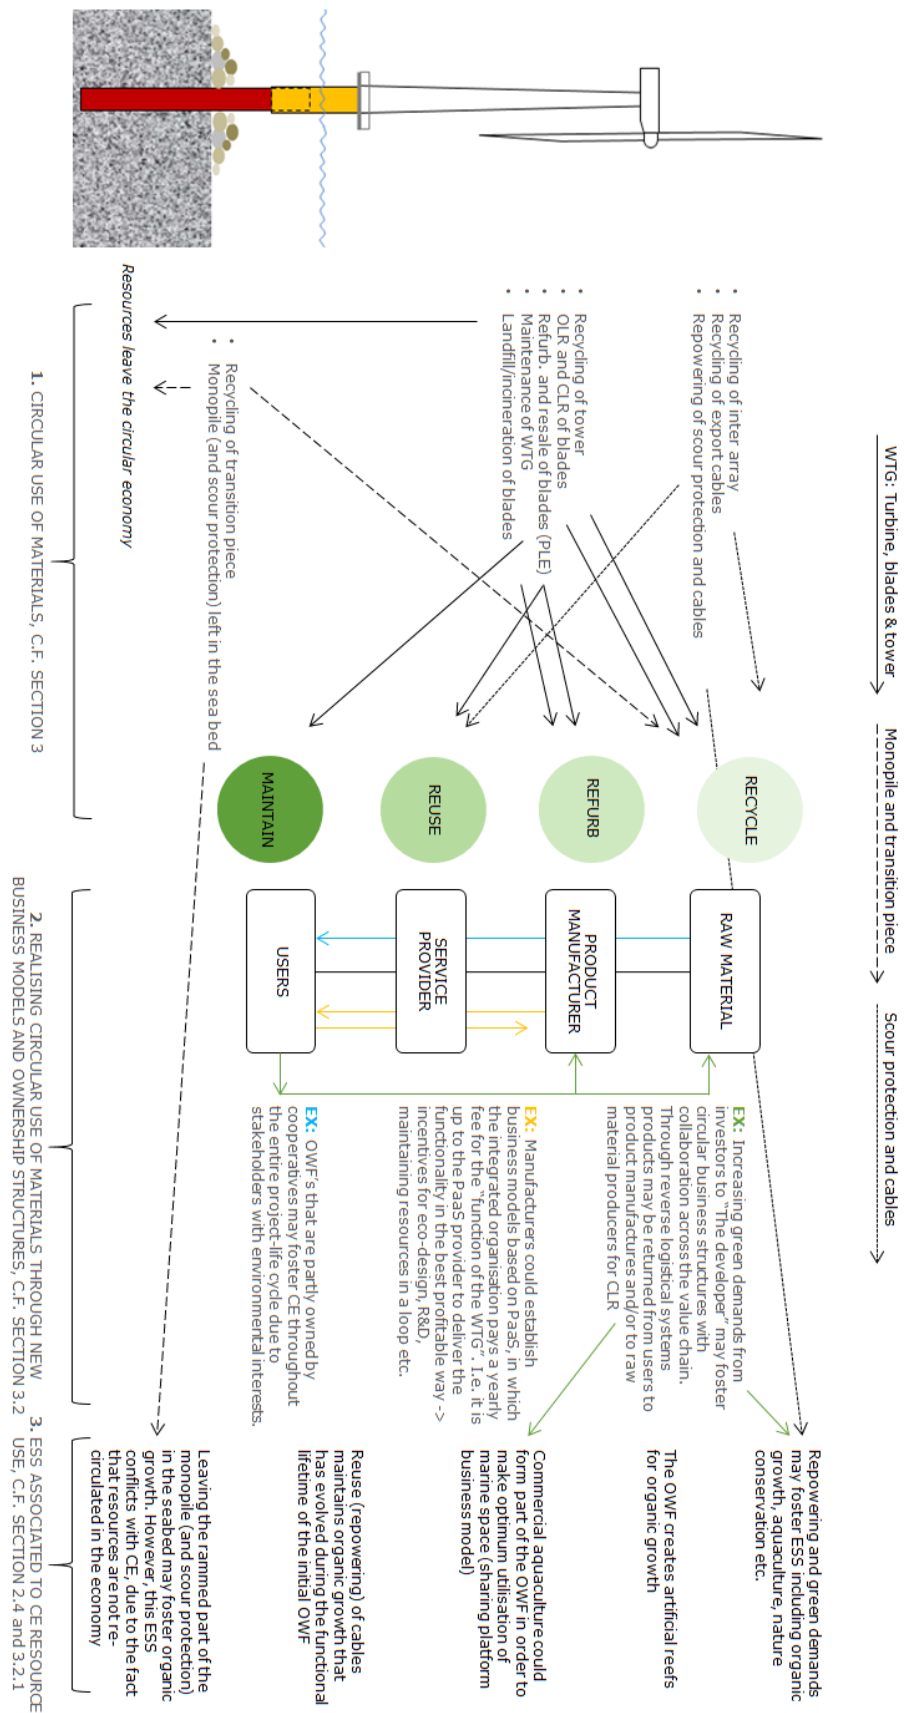 WTG: Turbine, blades & tower
Monopile and transition piece
Scour protection and cables
• Recycling of inter array
• Recycling of export cables
• Repowering of scour protection and cables
• Recycling of tower
• OLR and CLR of blades
• Refurb. and resale of blades (PLE)
• Maintenance of WTG
• Landfill/incineration of blades
• Recycling of transition piece
• Monopile (and scour protection) left in the sea bed
Resources leave the circular economy
RECYCLE
REFURB
REUSE
MAINTAIN
RAW MATERIAL
PRODUCT
MANUFACTURER
SERVICE
PROVIDER
USERS
EX: Increasing green demands from
investors to “The developer” may foster
circular business structures with
collaboration across the value chain.
Through reverse logistical systems
products may be returned from users to
product manufactures and/or to raw
material producers for CLR
EX: Manufacturers could establish
business models based on PaaS, in which
the integrated organisation pays a yearly
fee for the “function of the WTG”. I.e. it is
up to the PaaS provider to deliver the
functionality in the best profitable way ->
incentives for eco-design, R&D,
maintaining resources in a loop etc.
EX: OWF’s that are partly owned by
cooperatives may foster CE throughout
the entire project-life cycle due to
stakeholders with environmental interests.
Repowering and green demands
may foster ESS including organic
growth, aquaculture, nature
conservation etc.
The OWF creates artificial reefs
for organic growth
Commercial aquaculture could
form part of the OWF in order to
make optimum utilisation of
marine space (sharing platform
business model)
Reuse (repowering) of cables
maintains organic growth that
has evolved during the functional
lifetime of the initial OWF
Leaving the rammed part of the
monopile (and scour protection)
in the seabed may foster organic
growth. However, this ESS
conflicts with CE, due to the fact
that resources are not re-
circulated in the economy
1. CIRCULAR USE OF MATERIALS, C.F. SECTION 3
2. REALISING CIRCULAR USE OF MATERIALS THROUGH NEW
BUSINESS MODELS AND OWNERSHIP STRUCTURES, C.F. SECTION 3.2
3. ESS ASSOCIATED TO CE RESOURCE
USE, C.F. SECTION 2.4 and 3.2.1